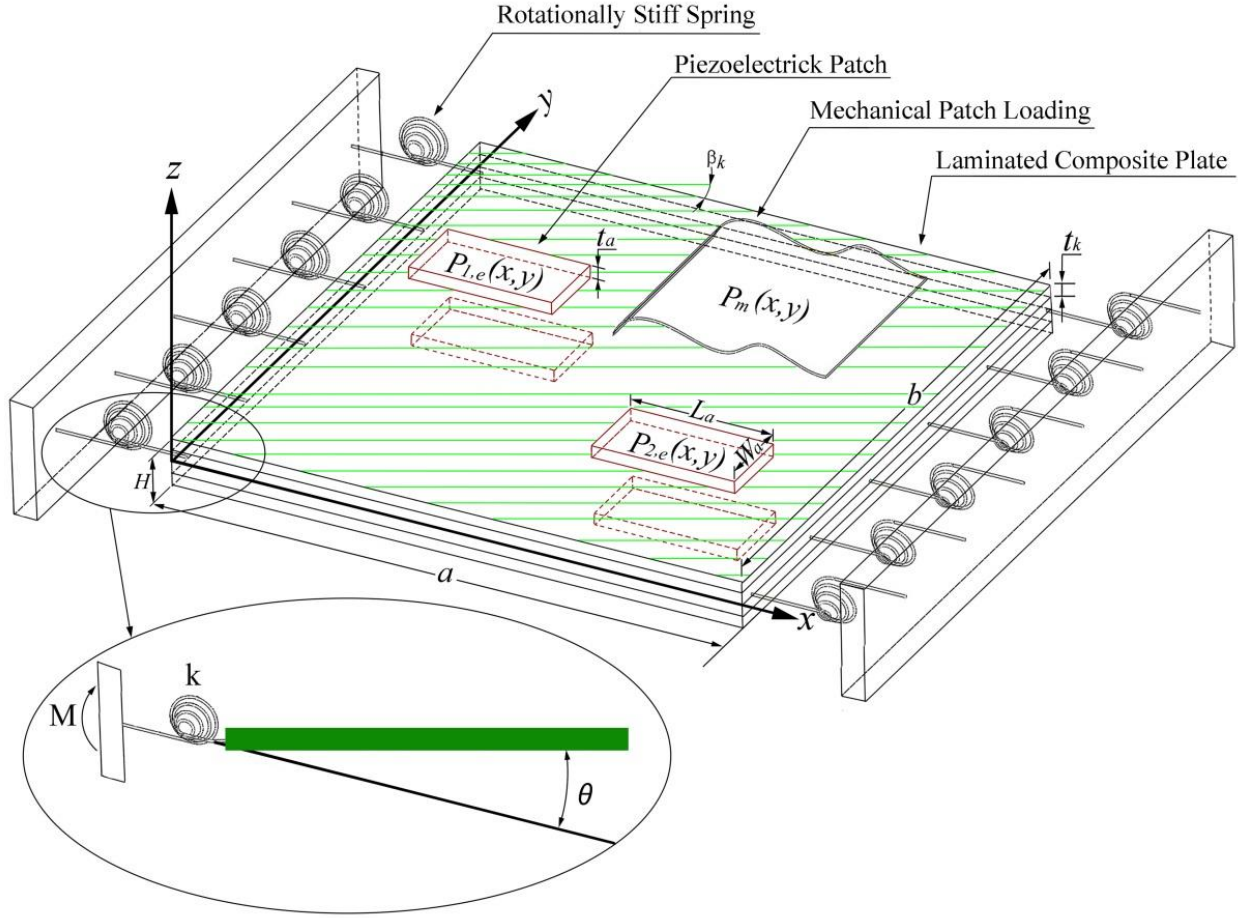 Rotationally Stiff Spring
Piezoelectrick Patch
Mechanical Patch Loading
Laminated Composite Plate
y
z
βk
ta
tk
P1,e(x,y)
Pm(x,y)
b
La
Wa
P2,e(x,y)
H
a
x
k
M
θ